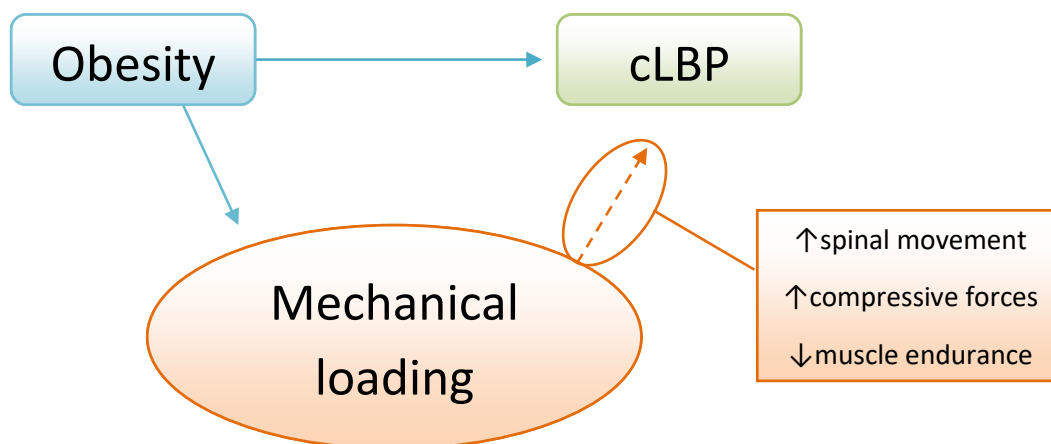 Obesity
cLBP
Mechanical
loading
↑spinal movement
↑compressive forces
↓muscle endurance